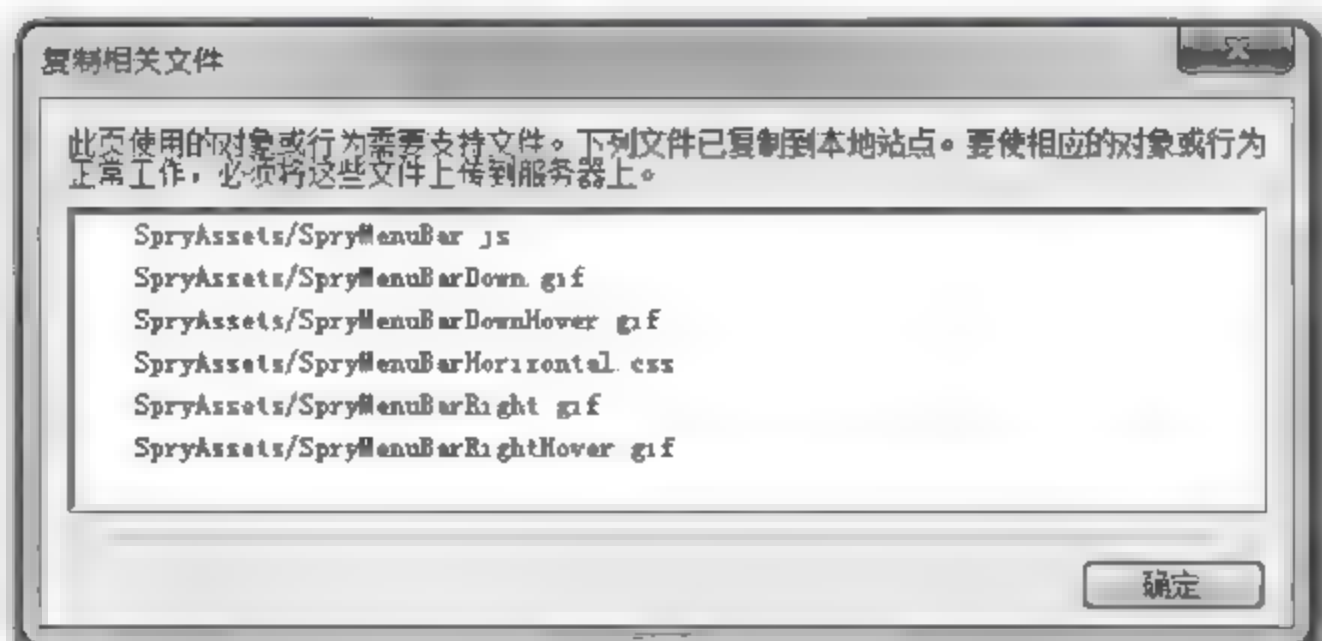 复制相关文件
此页使用的对象或行为需要支持文件。下列文件已复制到本地站点。要使相应的对象或行为
正常工作，必须将这些文件上传到服务器上。
SpryAssets/SpryMenuBar.js
SpryAssets/SpryMenuBarDown.gif
SpryAssets/SpryMenuBarDownHover.gif
SpryAssets/SpryMenuBarHorizontal.css
SpryAssets/SpryMenuBarRight.gif
SpryAssets/SpryMenuBarRightHover.gif
确定